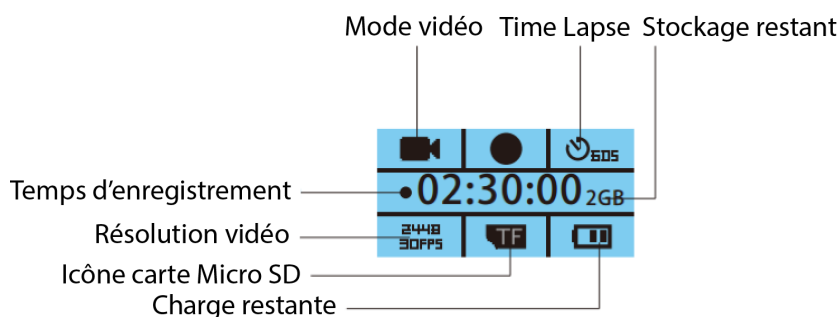 Mode vidéo Time Lapse Stockage restant
60S
Temps d’enregistrement 02:30:00 2GB
2448
Résolution vidéo
30FPS
TF
Icône carte Micro SD
Charge restante